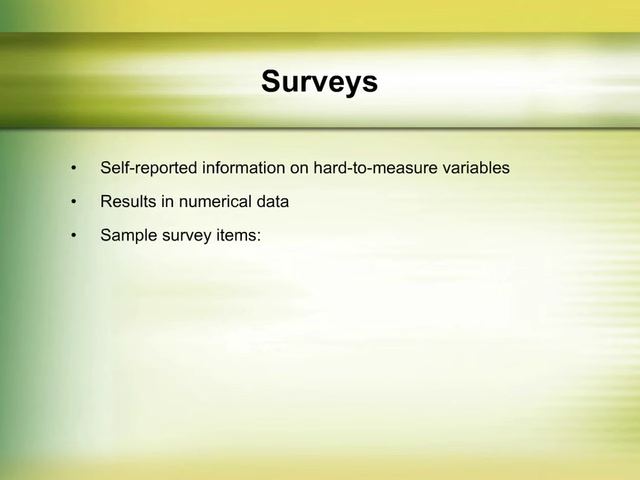 Surveys
• Self-reported information on hard-to-measure variables
• Results in numerical data
• Sample survey items: